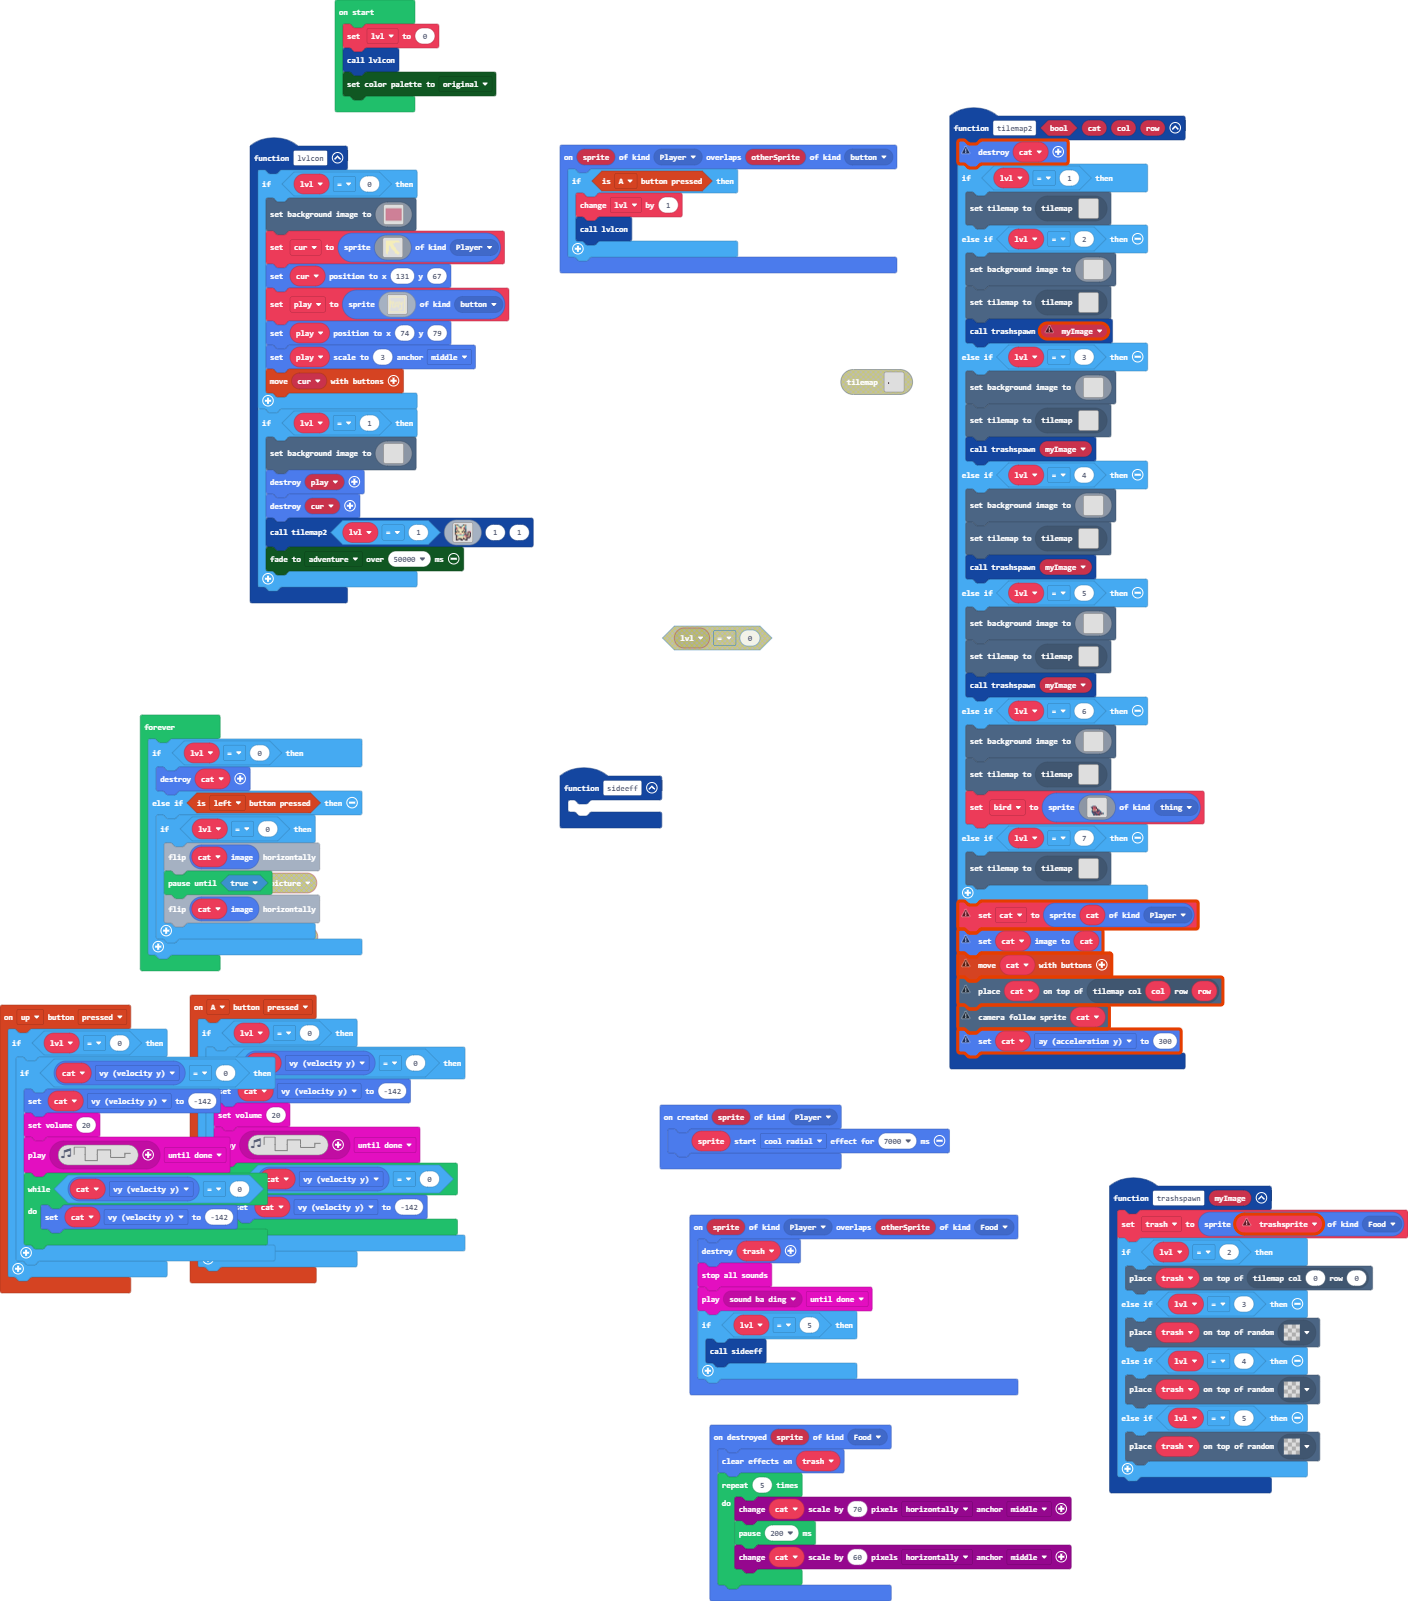 on start
set lvl to 0
call lvlcon
set color palette to original
function lvlcon
if lvl = 0 then
set background image to
set cur to sprite of kind Player
set cur position to x 131 y 67
set play to sprite of kind button
set play position to x 74 y 79
set play scale to 3 anchor middle
move cur with buttons
if lvl = 1 then
set background image to
destroy play
destroy cur
call tilemap2 lvl = 1 1 1
fade to adventure over 50000 ms
on sprite of kind Player overlaps otherSprite of kind button
if is A button pressed then
change lvl by 1
call lvlcon
tilemap
lvl = 0
function tilemap2 bool cat col row
destroy cat
if lvl = 1 then
set tilemap to tilemap
else if lvl = 2 then
set background image to
set tilemap to tilemap
call trashspawn myImage
else if lvl = 3 then
set background image to
set tilemap to tilemap
call trashspawn myImage
else if lvl = 4 then
set background image to
set tilemap to tilemap
call trashspawn myImage
else if lvl = 5 then
set background image to
set tilemap to tilemap
call trashspawn myImage
else if lvl = 6 then
set background image to
set tilemap to tilemap
set bird to sprite of kind thing
else if lvl = 7 then
set tilemap to tilemap
set cat to sprite cat of kind Player
set cat image to cat
move cat with buttons
place cat on top of tilemap col col row row
camera follow sprite cat
set cat ay (acceleration y) to 300
forever
if lvl = 0 then
destroy cat
else if is left button pressed then
if lvl = 0 then
flip cat image horizontally
pause until true
flip cat image horizontally
function sideeff
on up button pressed
if lvl = 0 then
if cat vy (velocity y) = 0 then
set cat vy (velocity y) to -142
set volume 20
play until done
while cat vy (velocity y) = 0
do set cat vy (velocity y) to -142
on A button pressed
if lvl = 0 then
vy (velocity y) = 0 then
set cat vy (velocity y) to -142
set volume 20
until done
cat vy (velocity y) = 0
set cat vy (velocity y) to -142
on created sprite of kind Player
sprite start cool radial effect for 7000 ms
on sprite of kind Player overlaps otherSprite of kind Food
destroy trash
stop all sounds
play sound ba ding until done
if lvl = 5 then
call sideeff
on destroyed sprite of kind Food
clear effects on trash
repeat 5 times
do change cat scale by 70 pixels horizontally anchor middle
pause 200 ms
change cat scale by 60 pixels horizontally anchor middle
function trashspawn myImage
set trash to sprite trashsprite of kind Food
if lvl = 2 then
place trash on top of tilemap col 0 row 0
else if lvl = 3 then
place trash on top of random
else if lvl = 4 then
place trash on top of random
else if lvl = 5 then
place trash on top of random